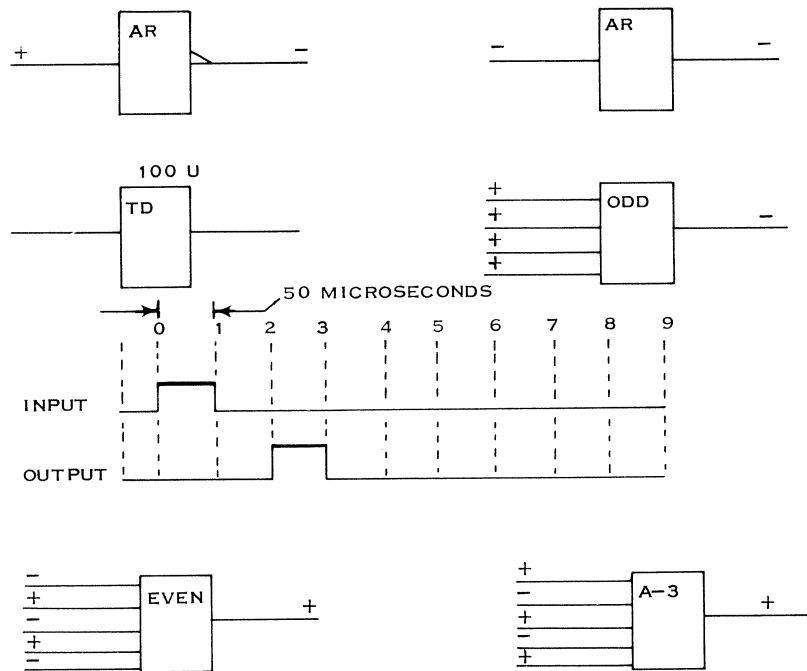 AR
+ −
AR
− −
100 U
TD
ODD
+
+
+
+
−
50 MICROSECONDS
0 1 2 3 4 5 6 7 8 9
INPUT
OUTPUT
EVEN
−
+
−
+
−
+
A-3
+
−
+
−
+
+